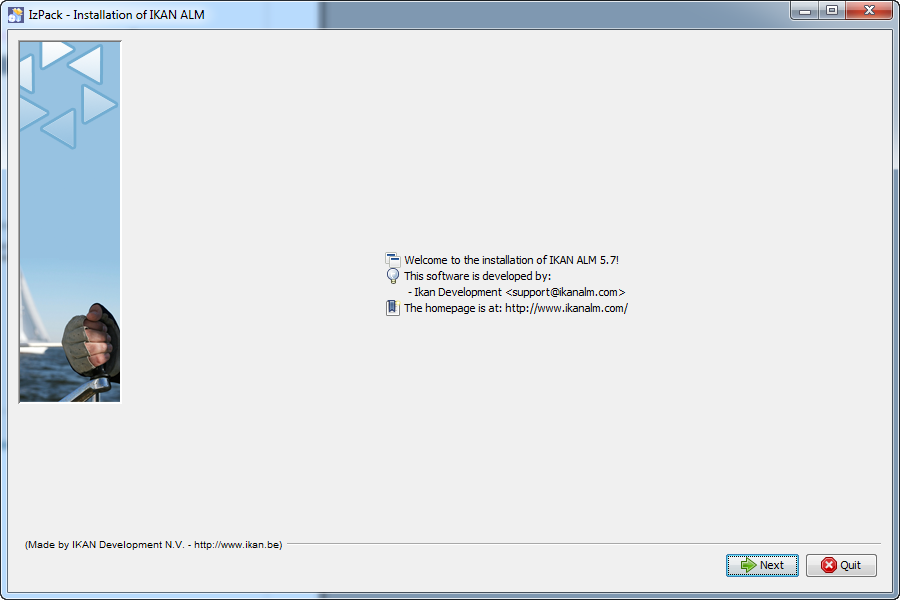 IzPack - Installation of IKAN ALM
Welcome to the installation of IKAN ALM 5.7!
This software is developed by:
- Ikan Development <support@ikanalm.com>
The homepage is at: http://www.ikanalm.com/
(Made by IKAN Development N.V. - http://www.ikan.be)
Next
Quit